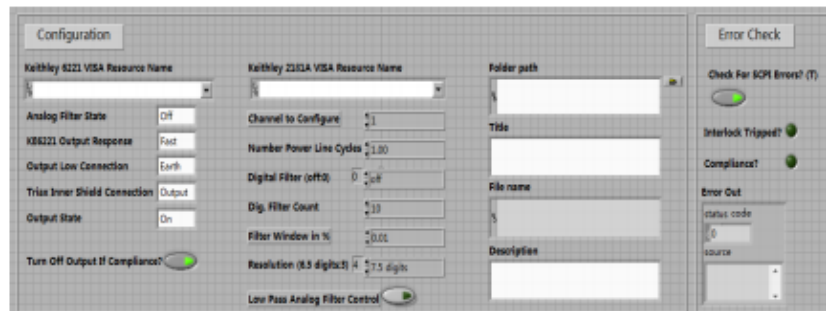 Configuration
Error Check
Keithley 6221 VISA Resource Name
Keithley 2181A VISA Resource Name
Folder path
Check For SCPI Errors? (T)
Analog Filter State
Off
Channel to Configure
1
Title
K86221 Output Response
Fast
Number Power Line Cycles
1.00
Interlock Tripped?
Output Low Connection
Earth
Digital Filter (off:0)
0
off
Compliance?
Triax Inner Shield Connection
Output
Dig. Filter Count
10
File name
Error Out
Output State
On
Filter Window in %
0.01
status code
0
Turn Off Output If Compliance?
Resolution (6.5 digits:3)
4
7.5 digits
Description
source
Low Pass Analog Filter Control